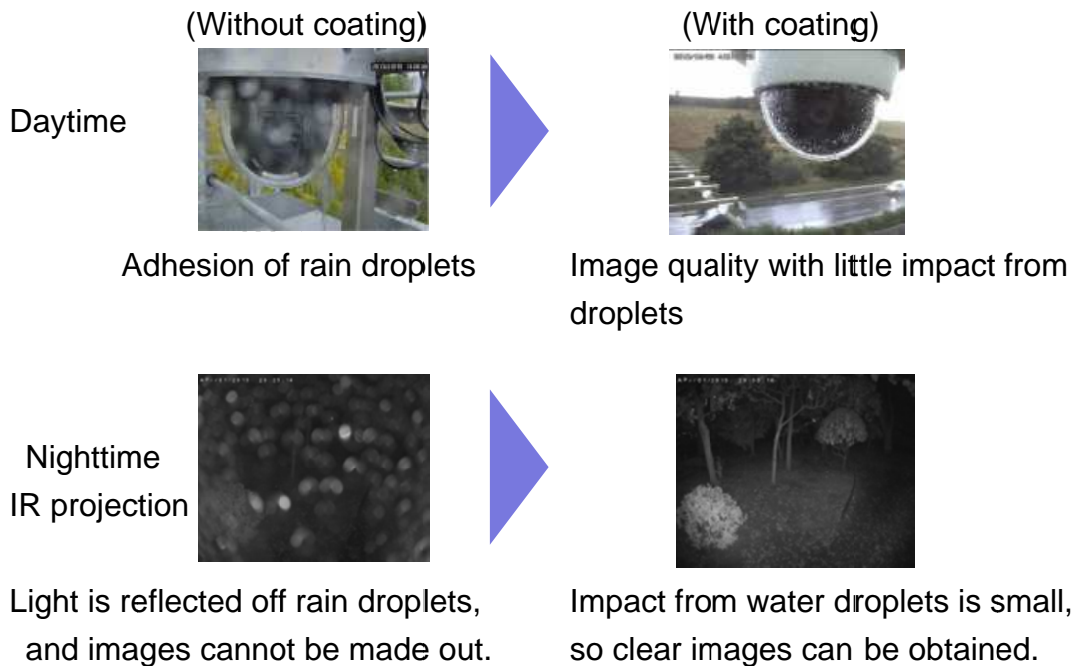 (Without coating)
(With coating)
Daytime
Adhesion of rain droplets
Image quality with little impact from
droplets
Nighttime
IR projection
Light is reflected off rain droplets,
and images cannot be made out.
Impact from water droplets is small,
so clear images can be obtained.